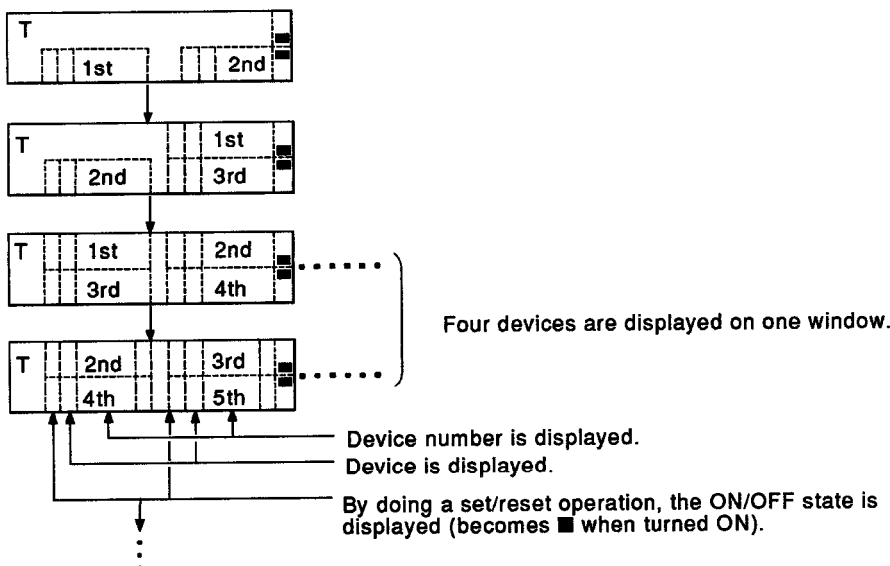 T
1st 2nd
1st
T
2nd 3rd
T 1st 2nd
3rd 4th
Four devices are displayed on one window.
T 2nd 3rd
4th 5th
Device number is displayed.
Device is displayed.
By doing a set/reset operation, the ON/OFF state is
displayed (becomes ■ when turned ON).